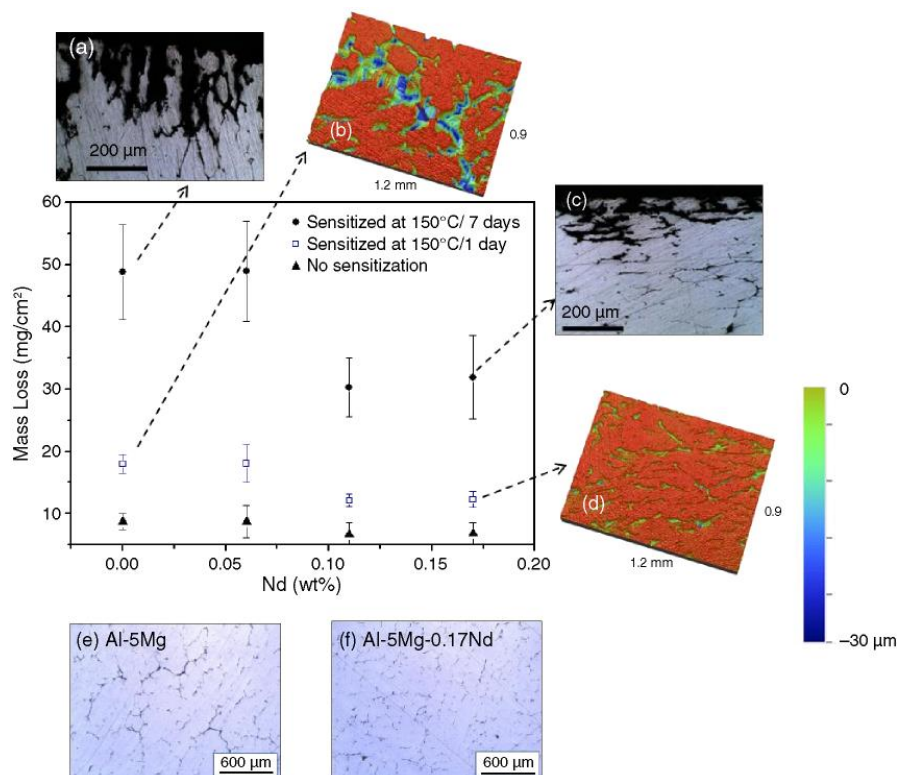 (a)
200 μm
(b)
1.2 mm
0.9
(c)
200 μm
Mass Loss (mg/cm²)
60
50
40
30
20
10
Sensitized at 150°C/ 7 days
Sensitized at 150°C/1 day
No sensitization
0.00
0.05
0.10
0.15
0.20
Nd (wt%)
(d)
1.2 mm
0.9
0
–30 μm
(e) Al-5Mg
600 μm
(f) Al-5Mg-0.17Nd
600 μm